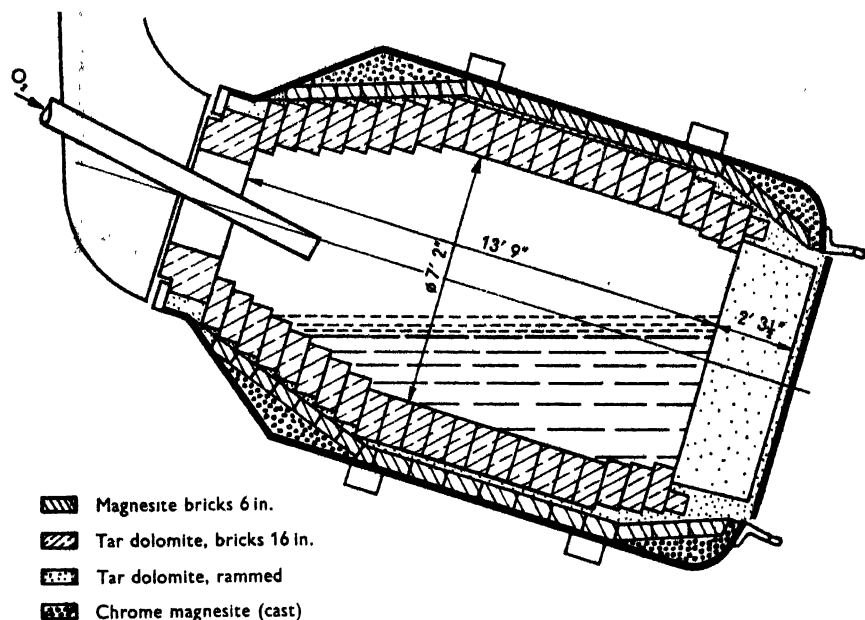 O₂
13' 9"
ø 7' 2"
2' 3¼"
Magnesite bricks 6 in.
Tar dolomite, bricks 16 in.
Tar dolomite, rammed
Chrome magnesite (cast)